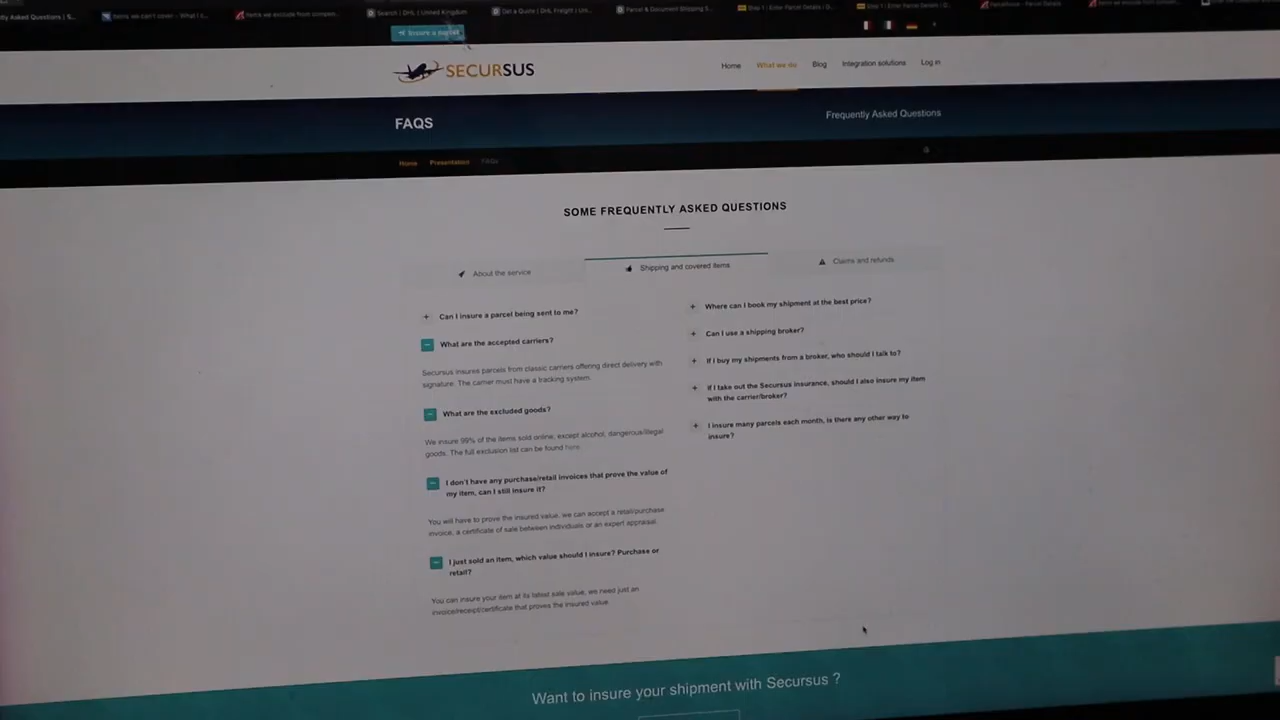 Insure a parcel
SECURSUS
Home What we do Blog Integration solutions Log in
FAQS
Frequently Asked Questions
Home Presentation FAQs
SOME FREQUENTLY ASKED QUESTIONS
About the service
Shipping and covered items
Claims and refunds
+ Can I insure a parcel being sent to me?
− What are the accepted carriers?
Secursus insures parcels from classic carriers offering direct delivery with
signature. The carrier must have a tracking system.
− What are the excluded goods?
We insure 99% of the items sold online, except alcohol, dangerous/illegal
goods. The full exclusion list can be found here.
− I don't have any purchase/retail invoices that prove the value of
my item, can I still insure it?
You will have to prove the insured value, we can accept a retail/purchase
invoice, a certificate of sale between individuals or an expert appraisal.
− I just sold an item, which value should I insure? Purchase or
retail?
You can insure your item at its latest sale value, we need just an
invoice/receipt/certificate that proves the insured value.
+ Where can I book my shipment at the best price?
+ Can I use a shipping broker?
+ If I buy my shipments from a broker, who should I talk to?
+ If I take out the Secursus insurance, should I also insure my item
with the carrier/broker?
+ I insure many parcels each month, is there any other way to
insure?
Want to insure your shipment with Secursus ?